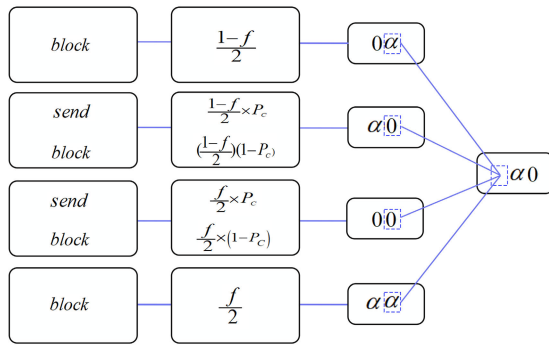 block
1−f/2
0α
send
block
1−f/2 ×P_c
(1−f/2)(1−P_c)
α0
α0
send
block
f/2 ×P_c
f/2 ×(1−P_C)
00
block
f/2
αα